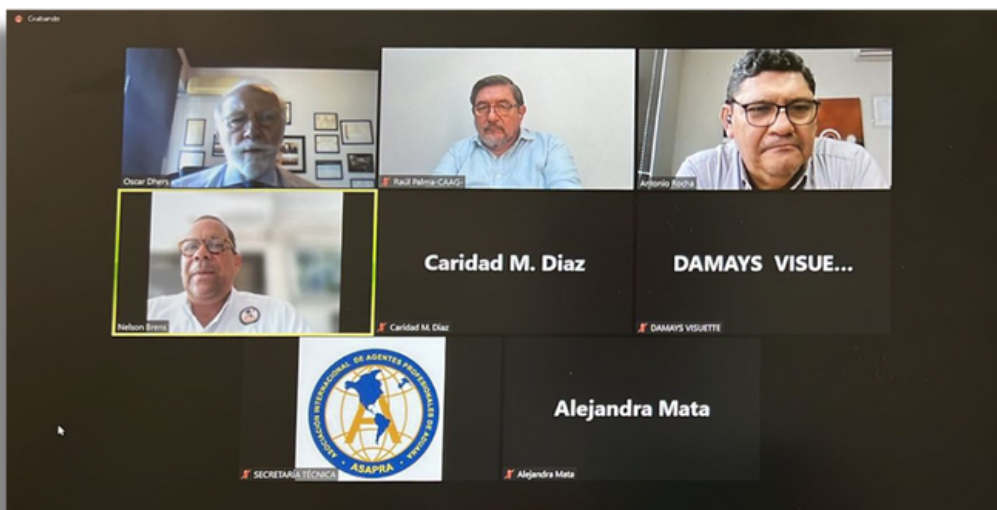 Grabando
Oscar Dhers
Raúl Palma-CAAG-
Antonio Rocha
Nelson Brens
Caridad M. Diaz
Caridad M. Diaz
DAMAYS VISUE...
DAMAYS VISUETTE
ASOCIACIÓN INTERNACIONAL DE AGENTES PROFESIONALES DE ADUANA
A
ASAPRA
SECRETARÍA TÉCNICA
Alejandra Mata
Alejandra Mata